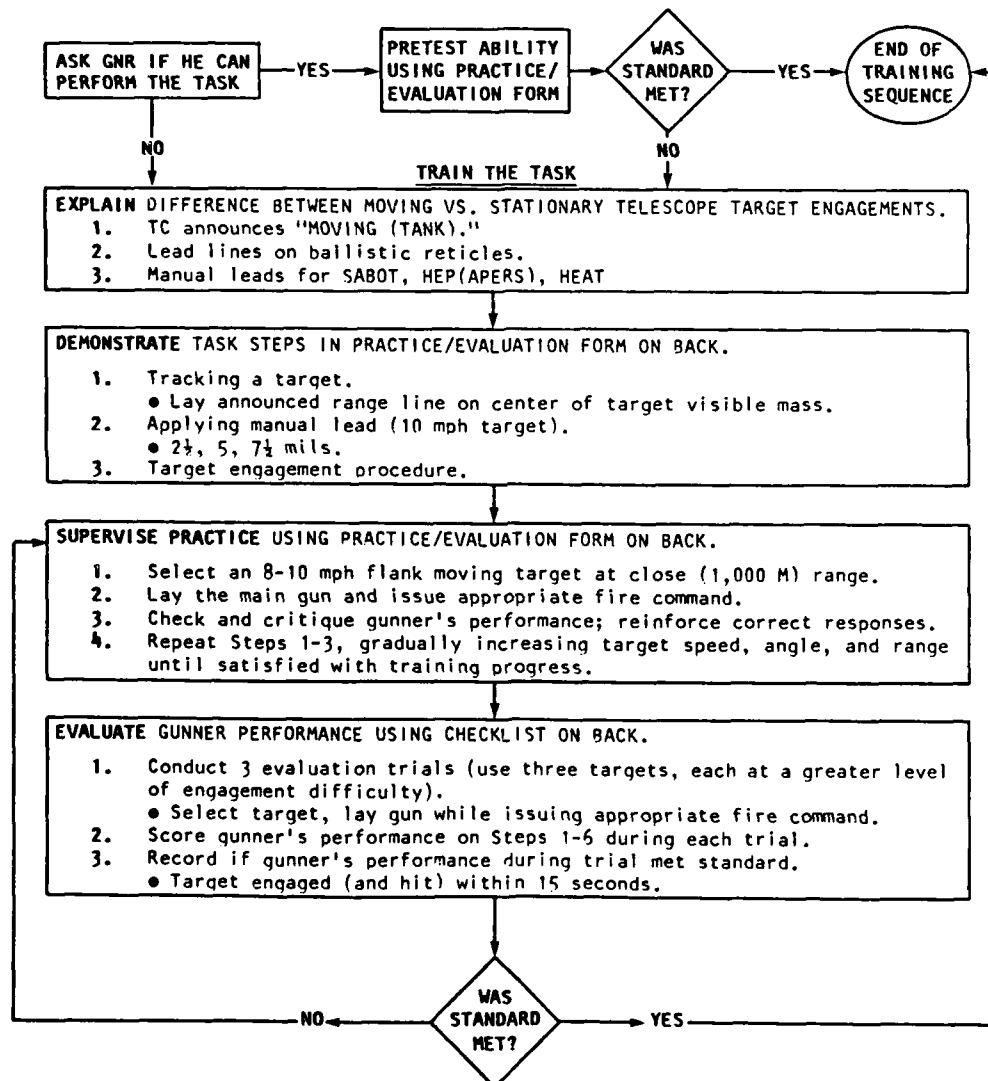 ASK GNR IF HE CAN
PERFORM THE TASK
YES
PRETEST ABILITY
USING PRACTICE/
EVALUATION FORM
WAS
STANDARD
MET?
YES
END OF
TRAINING
SEQUENCE
NO
NO
TRAIN THE TASK
EXPLAIN DIFFERENCE BETWEEN MOVING VS. STATIONARY TELESCOPE TARGET ENGAGEMENTS.
1. TC announces "MOVING (TANK)."
2. Lead lines on ballistic reticles.
3. Manual leads for SABOT, HEP(APERS), HEAT
DEMONSTRATE TASK STEPS IN PRACTICE/EVALUATION FORM ON BACK.
1. Tracking a target.
● Lay announced range line on center of target visible mass.
2. Applying manual lead (10 mph target).
● 2½, 5, 7½ mils.
3. Target engagement procedure.
SUPERVISE PRACTICE USING PRACTICE/EVALUATION FORM ON BACK.
1. Select an 8-10 mph flank moving target at close (1,000 M) range.
2. Lay the main gun and issue appropriate fire command.
3. Check and critique gunner's performance; reinforce correct responses.
4. Repeat Steps 1-3, gradually increasing target speed, angle, and range
until satisfied with training progress.
EVALUATE GUNNER PERFORMANCE USING CHECKLIST ON BACK.
1. Conduct 3 evaluation trials (use three targets, each at a greater level
of engagement difficulty).
● Select target, lay gun while issuing appropriate fire command.
2. Score gunner's performance on Steps 1-6 during each trial.
3. Record if gunner's performance during trial met standard.
● Target engaged (and hit) within 15 seconds.
NO
WAS
STANDARD
MET?
YES